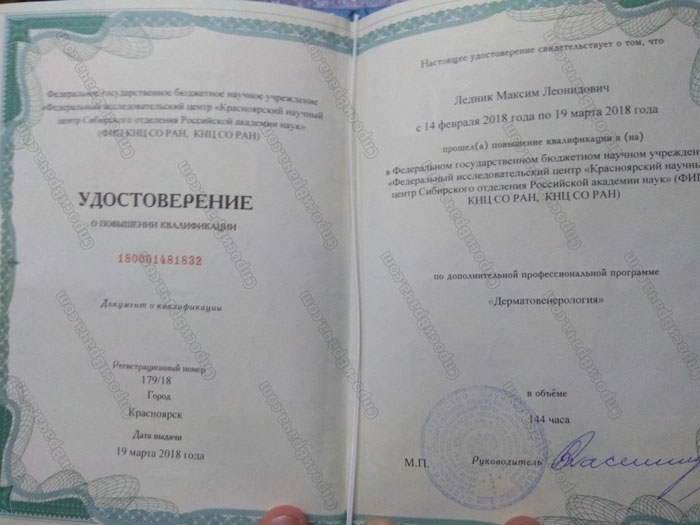 Федеральное государственное бюджетное научное учреждение
«Федеральный исследовательский центр «Красноярский научный
центр Сибирского отделения Российской академии наук»
(ФИЦ КНЦ СО РАН, КНЦ СО РАН)
УДОСТОВЕРЕНИЕ
О ПОВЫШЕНИИ КВАЛИФИКАЦИИ
180001481832
Документ о квалификации
Регистрационный номер
179/18
Город
Красноярск
Дата выдачи
19 марта 2018 года
Настоящее удостоверение свидетельствует о том, что
Ледник Максим Леонидович
с 14 февраля 2018 года по 19 марта 2018 года
прошел(а) повышение квалификации в (на)
в Федеральном государственном бюджетном научном учрежден
«Федеральный исследовательский центр «Красноярский научны
центр Сибирского отделения Российской академии наук» (ФИЦ
КНЦ СО РАН, КНЦ СО РАН)
по дополнительной профессиональной программе
«Дерматовенерология»
в объёме
144 часа
М.П. Руководитель